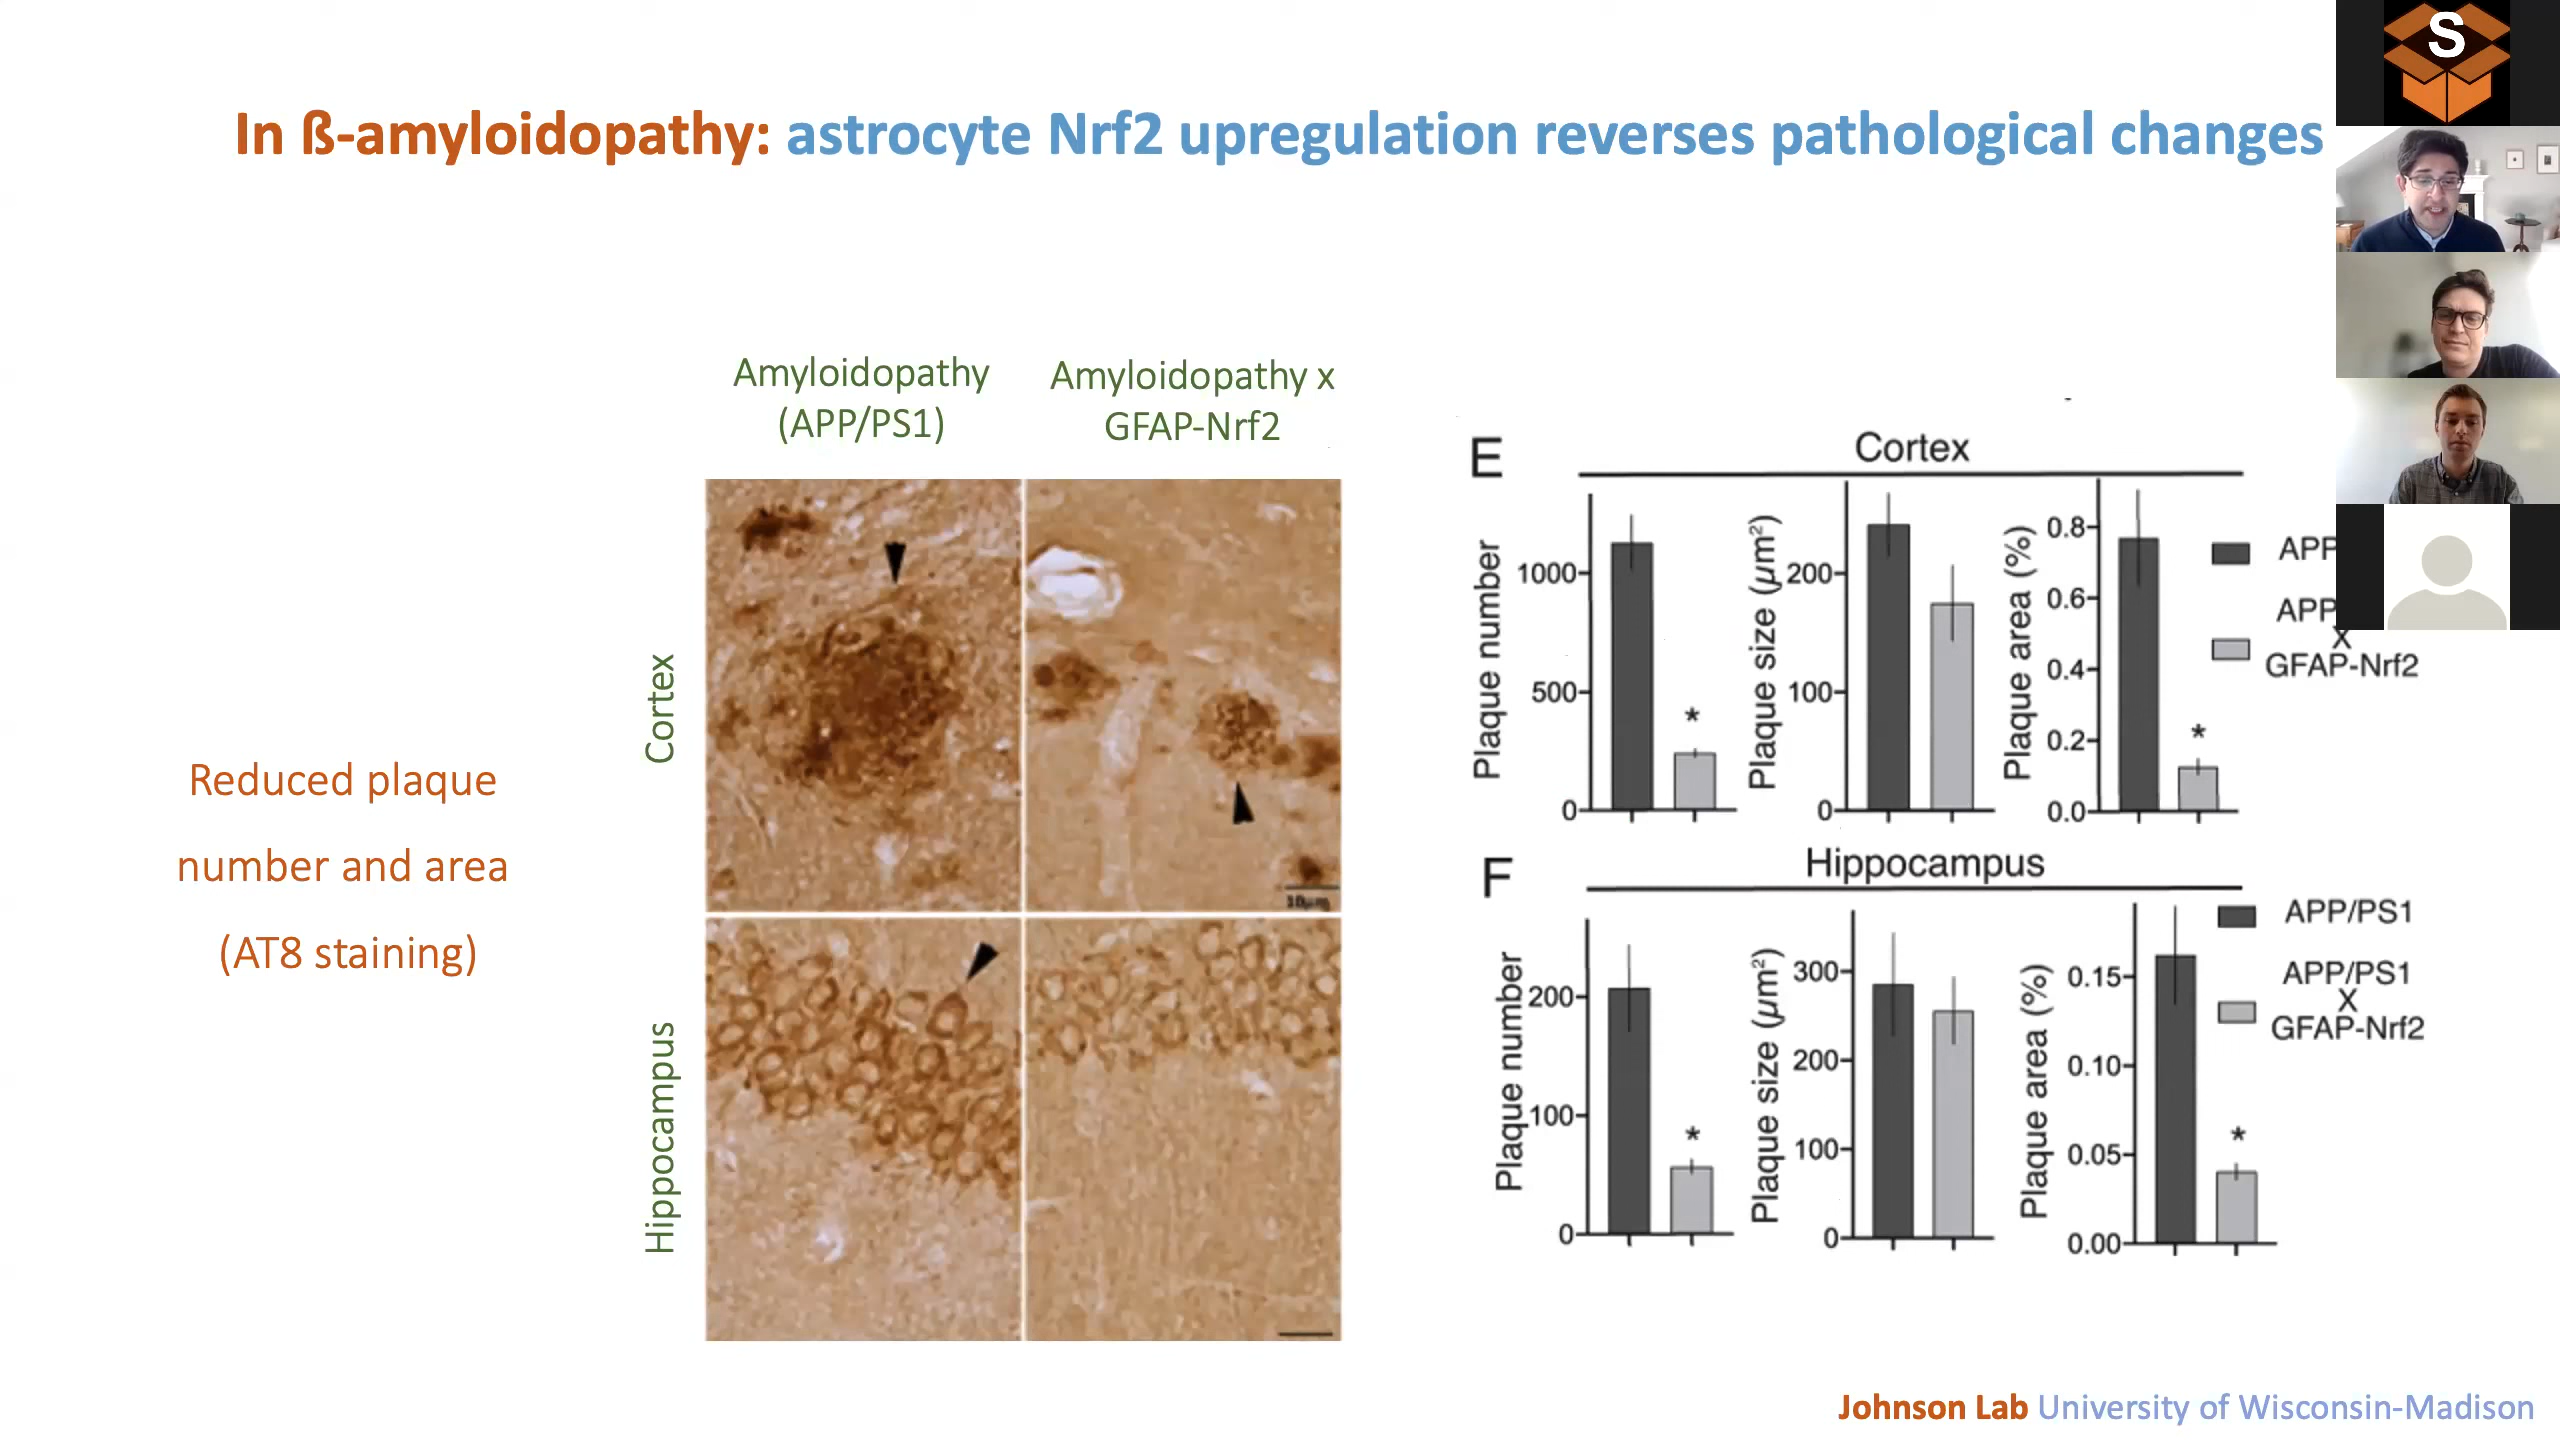 S
In ß-amyloidopathy: astrocyte Nrf2 upregulation reverses pathological changes
Amyloidopathy
(APP/PS1)
Amyloidopathy x
GFAP-Nrf2
Cortex
Hippocampus
10µm
Reduced plaque
number and area
(AT8 staining)
E
Cortex
Plaque number
1000
500
0
*
Plaque size (µm²)
200
100
0
Plaque area (%)
0.8
0.6
0.4
0.2
0.0
*
APP
APP
X
GFAP-Nrf2
F
Hippocampus
Plaque number
200
100
0
*
Plaque size (µm²)
300
200
100
0
Plaque area (%)
0.15
0.10
0.05
0.00
*
APP/PS1
APP/PS1
X
GFAP-Nrf2
Johnson Lab University of Wisconsin-Madison